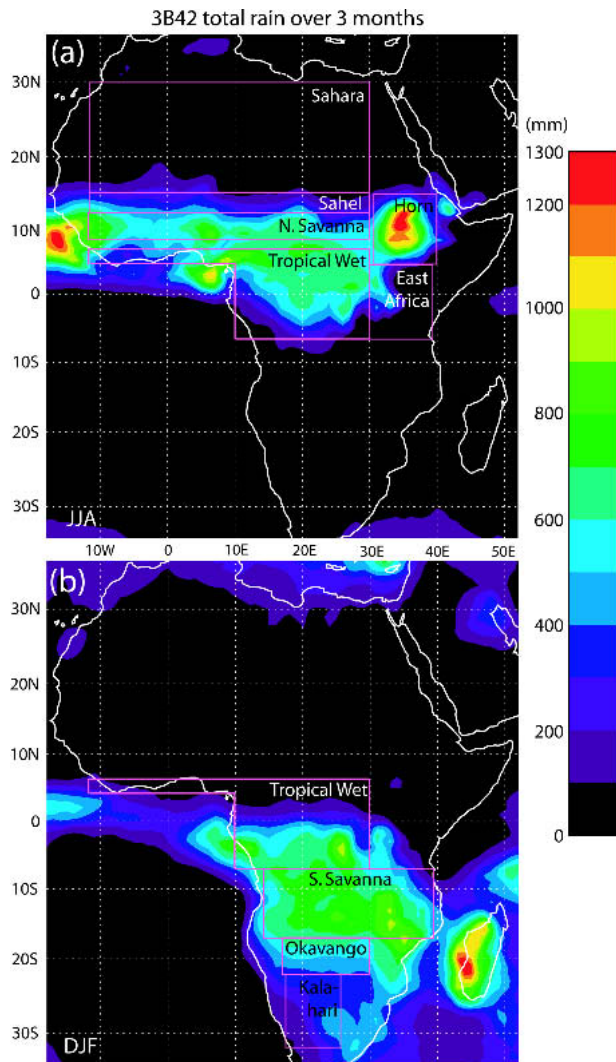 3B42 total rain over 3 months
(a)
30N
Sahara
(mm)
1300
20N
Sahel
Horn
1200
10N
N. Savanna
Tropical Wet
East
Africa
0
1000
10S
20S
800
30S
JJA
10W 0 10E 20E 30E 40E 50E
600
(b)
30N
400
20N
10N
200
Tropical Wet
0
0
S. Savanna
10S
Okavango
20S
Kala-
hari
30S
DJF